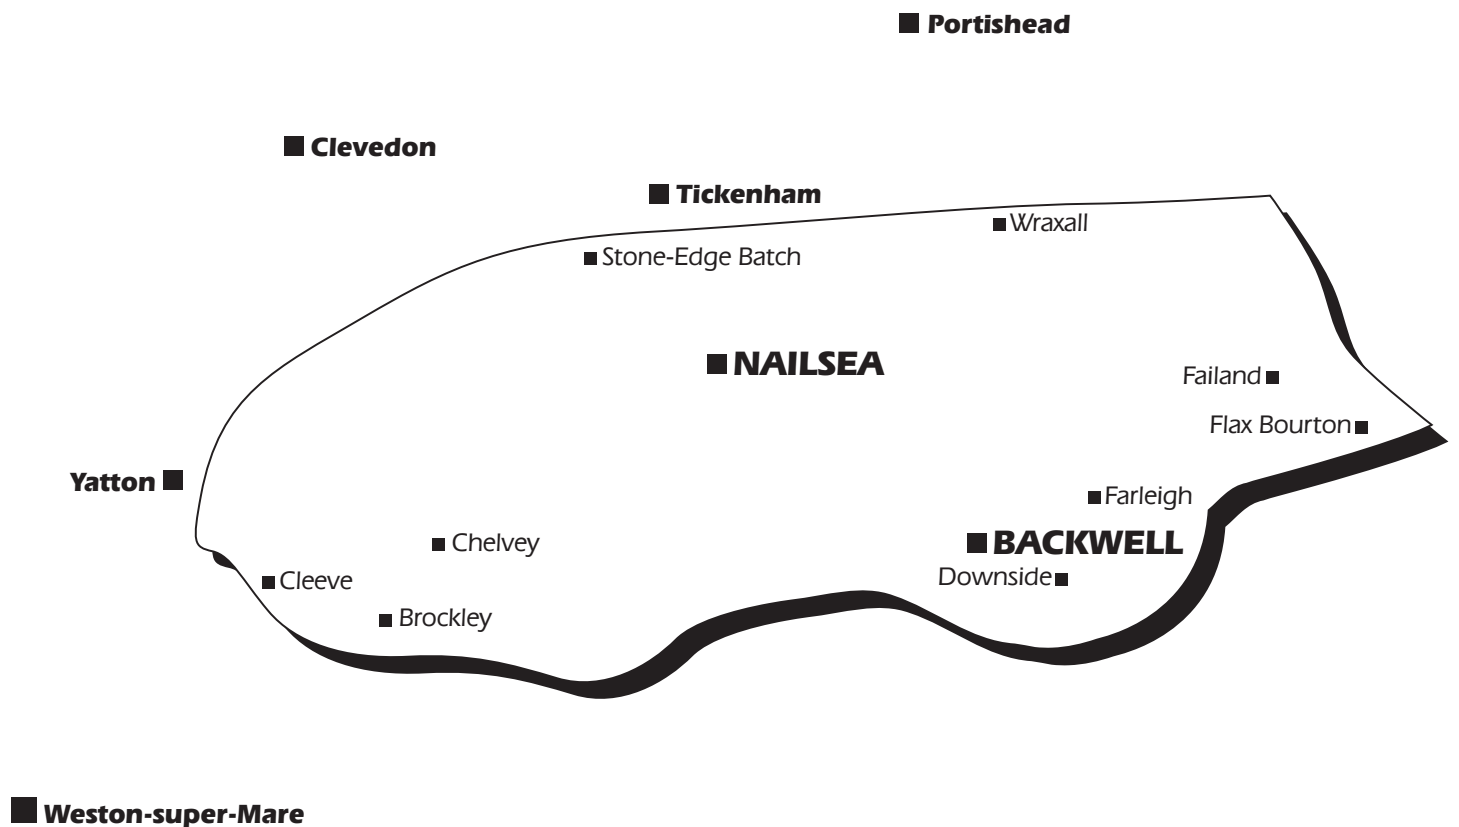 Portishead
Clevedon
Tickenham
Wraxall
Stone-Edge Batch
NAILSEA
Failand
Flax Bourton
Yatton
Farleigh
Chelvey
BACKWELL
Downside
Cleeve
Brockley
Weston-super-Mare